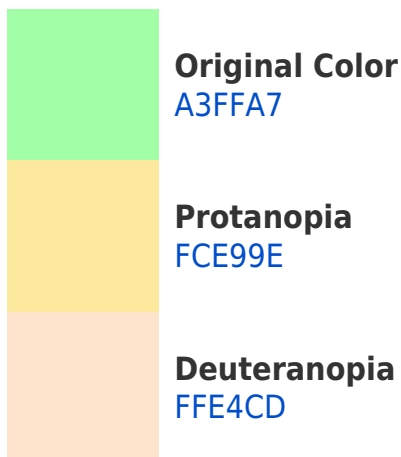 Original Color
A3FFA7
Protanopia
FCE99E
Deuteranopia
FFE4CD